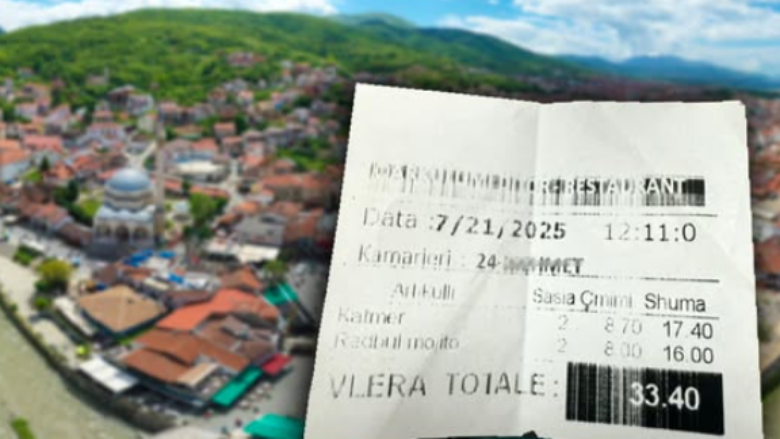 RESTAURANT
Data :7/21/2025 12:11:0
Kamarieri : 24-
Artikulli Sasia Çmimi Shuma
Katmer 2 8.70 17.40
Redbul mojito 2 8.00 16.00
VLERA TOTALE: 33.40